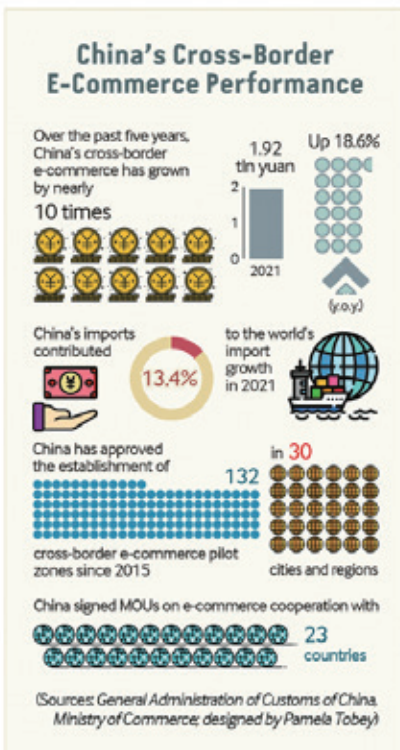 China's Cross-Border
E-Commerce Performance
Over the past five years,
China's cross-border
e-commerce has grown
by nearly
10 times
1.92
tln yuan
2
1
0
2021
Up 18.6%
(y.o.y.)
China's imports
contributed
13.4%
to the world's
import
growth
in 2021
China has approved
the establishment of
132
cross-border e-commerce pilot
zones since 2015
in 30
cities and regions
China signed MOUs on e-commerce cooperation with
23
countries
(Sources: General Administration of Customs of China,
Ministry of Commerce; designed by Pamela Tobey)